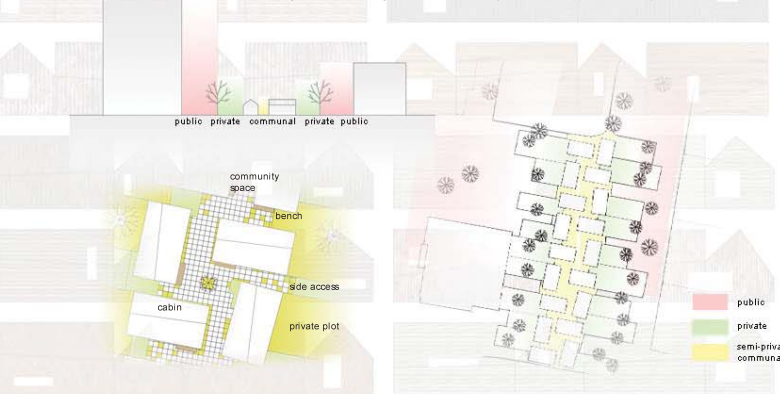 public private communal private public
community
space
bench
side access
cabin
private plot
public
private
semi-priva
communa